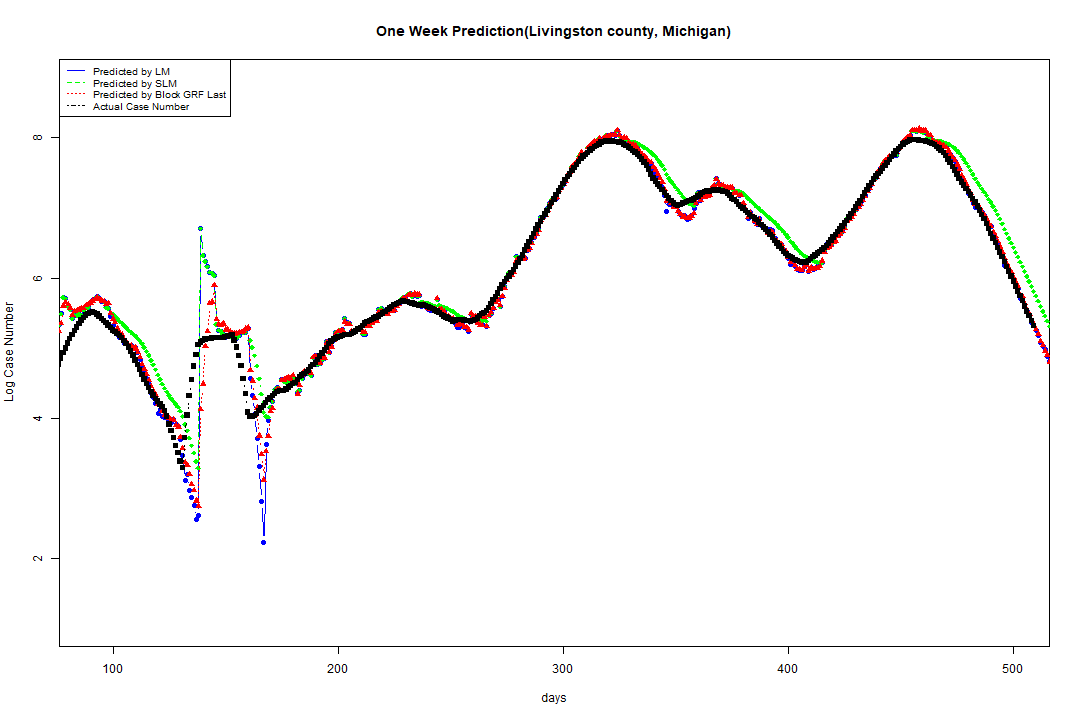 One Week Prediction(Livingston county, Michigan)
Predicted by LM
Predicted by SLM
Predicted by Block GRF Last
Actual Case Number
8
6
4
2
Log Case Number
100 200 300 400 500
days